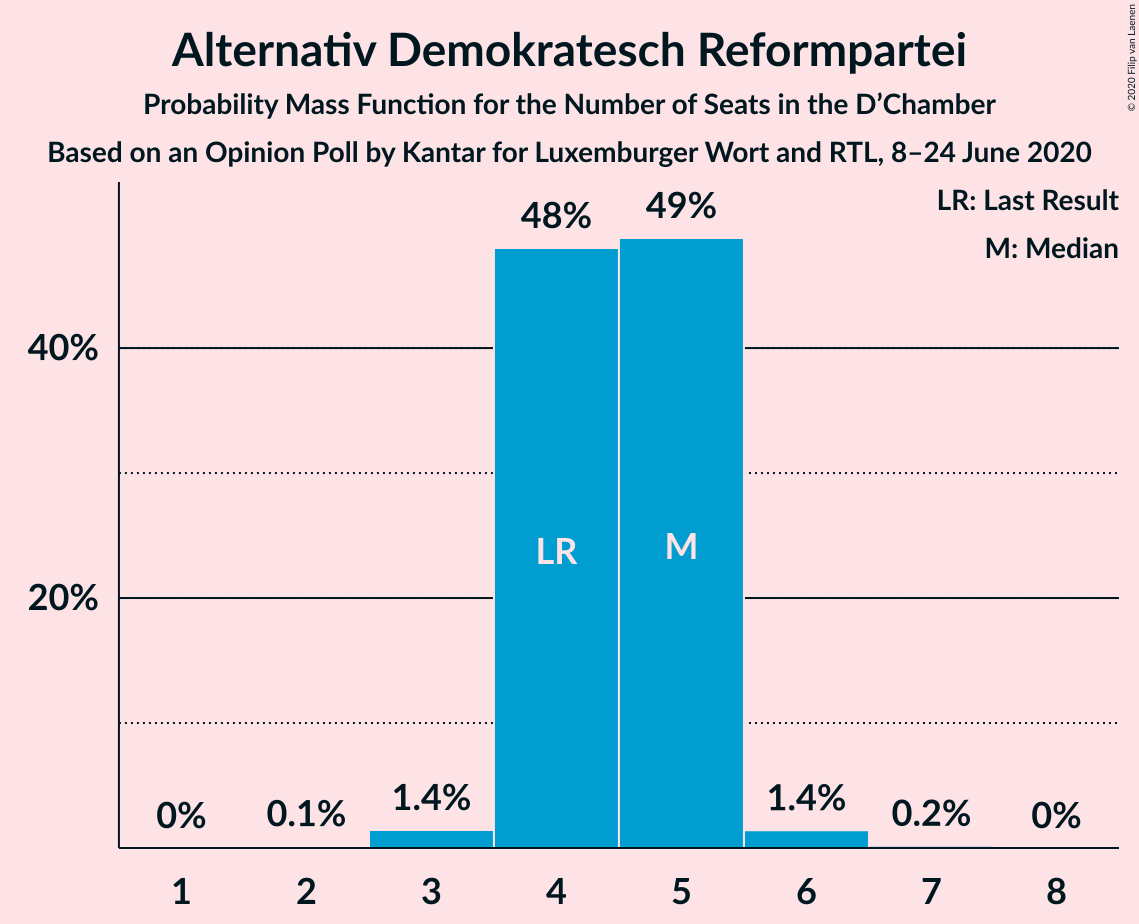 Alternativ Demokratesch Reformpartei
Probability Mass Function for the Number of Seats in the D’Chamber
Based on an Opinion Poll by Kantar for Luxemburger Wort and RTL, 8–24 June 2020
© 2020 Filip van Laenen
LR: Last Result
M: Median
48%
49%
40%
LR
M
20%
0%
0.1%
1.4%
1.4%
0.2%
0%
1 2 3 4 5 6 7 8